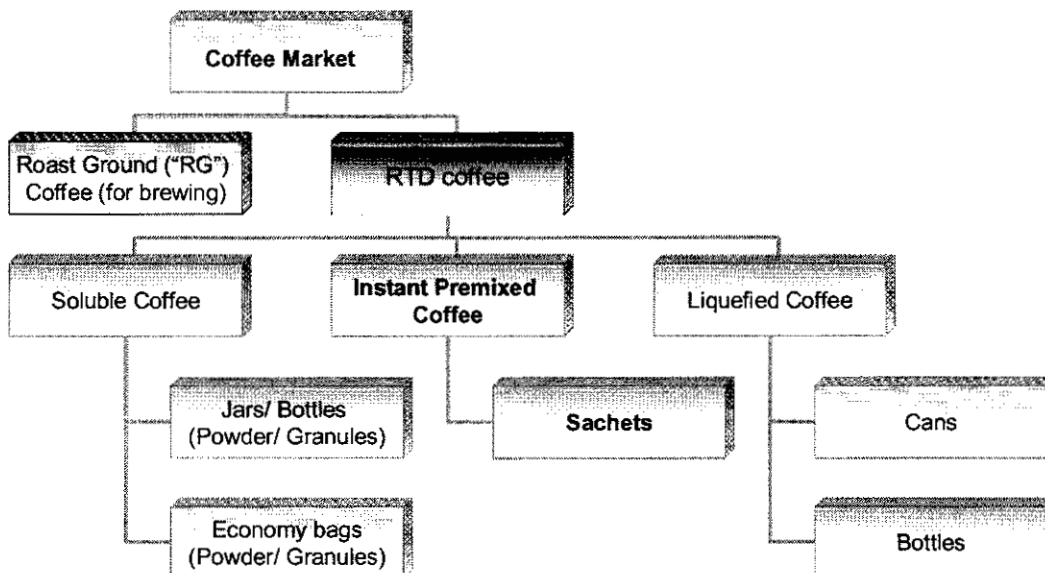 Coffee Market
Roast Ground ("RG")
Coffee (for brewing)
RTD coffee
Soluble Coffee
Instant Premixed
Coffee
Liquefied Coffee
Jars/ Bottles
(Powder/ Granules)
Sachets
Cans
Economy bags
(Powder/ Granules)
Bottles